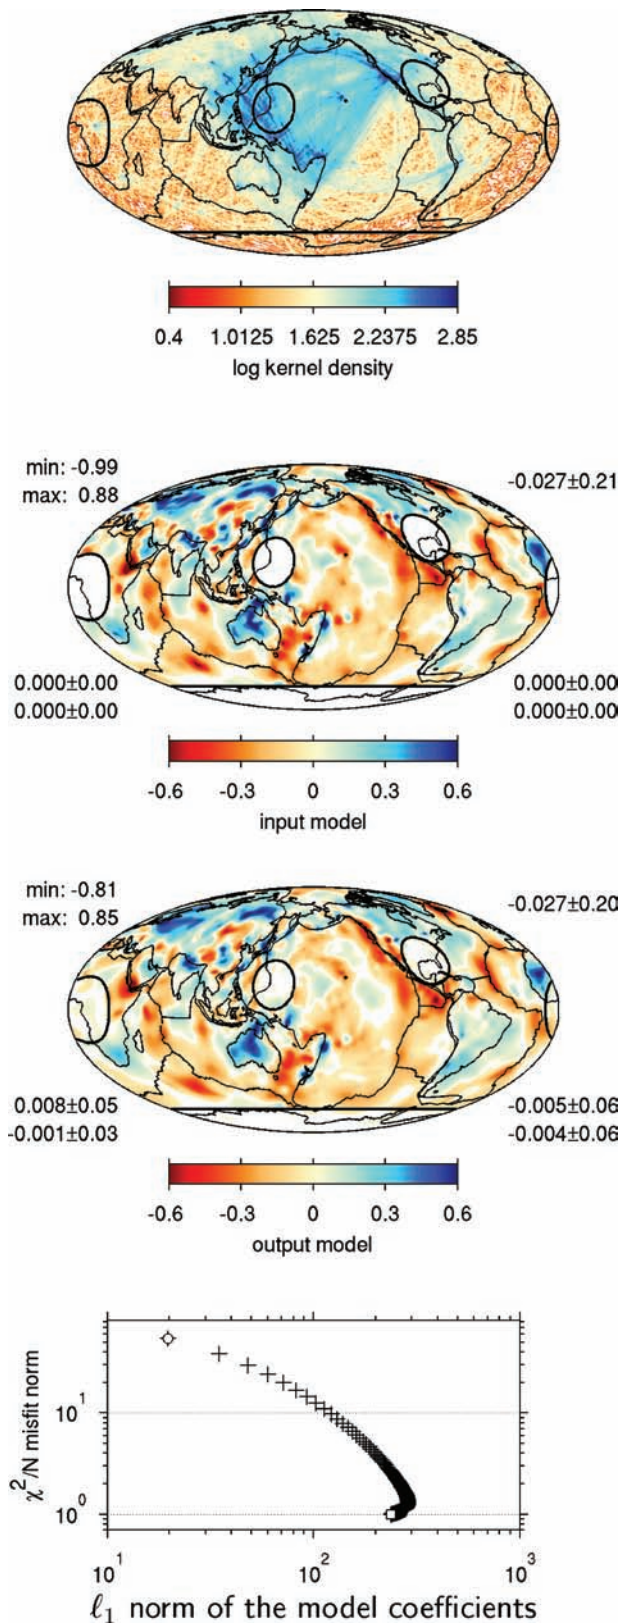 0.4 1.0125 1.625 2.2375 2.85
log kernel density
min: -0.99
max: 0.88
-0.027±0.21
0.000±0.00
0.000±0.00
0.000±0.00
0.000±0.00
-0.6 -0.3 0 0.3 0.6
input model
min: -0.81
max: 0.85
-0.027±0.20
0.008±0.05
-0.001±0.03
-0.005±0.06
-0.004±0.06
-0.6 -0.3 0 0.3 0.6
output model
χ²/N misfit norm
10¹
10⁰
10¹ 10² 10³
ℓ₁ norm of the model coefficients